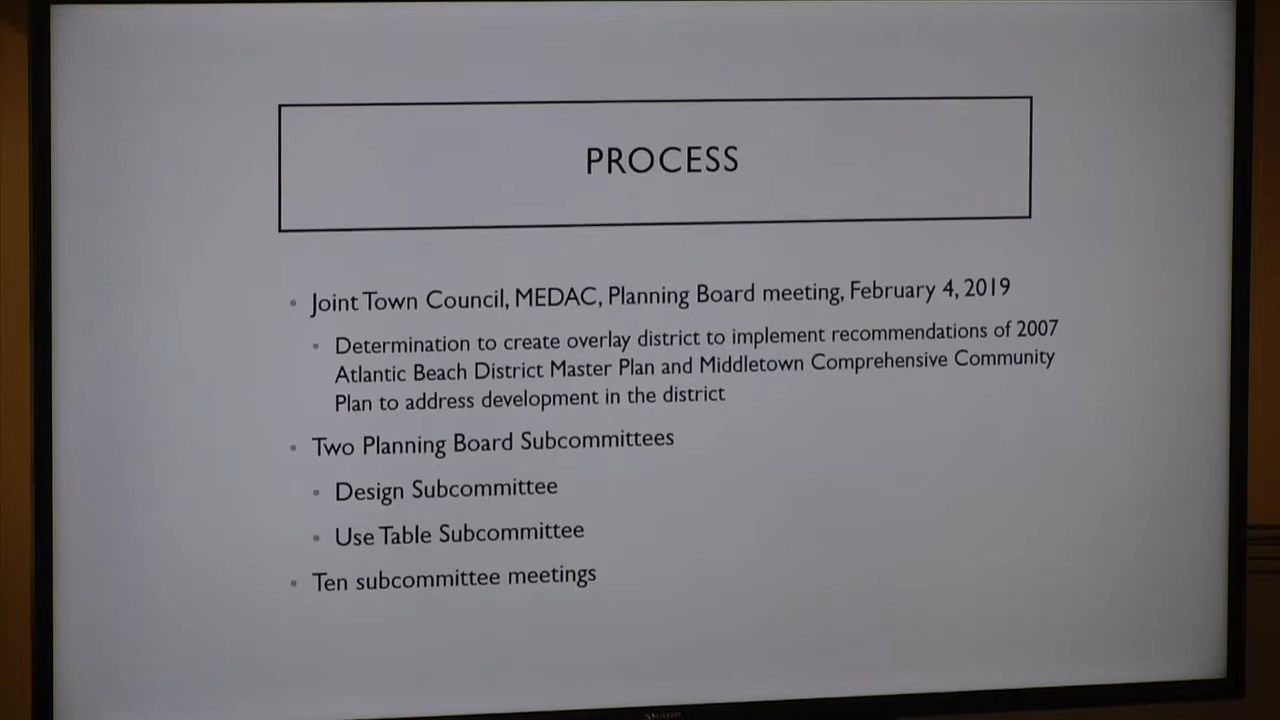 PROCESS
Joint Town Council, MEDAC, Planning Board meeting, February 4, 2019
Determination to create overlay district to implement recommendations of 2007
Atlantic Beach District Master Plan and Middletown Comprehensive Community
Plan to address development in the district
Two Planning Board Subcommittees
Design Subcommittee
Use Table Subcommittee
Ten subcommittee meetings
SHARP